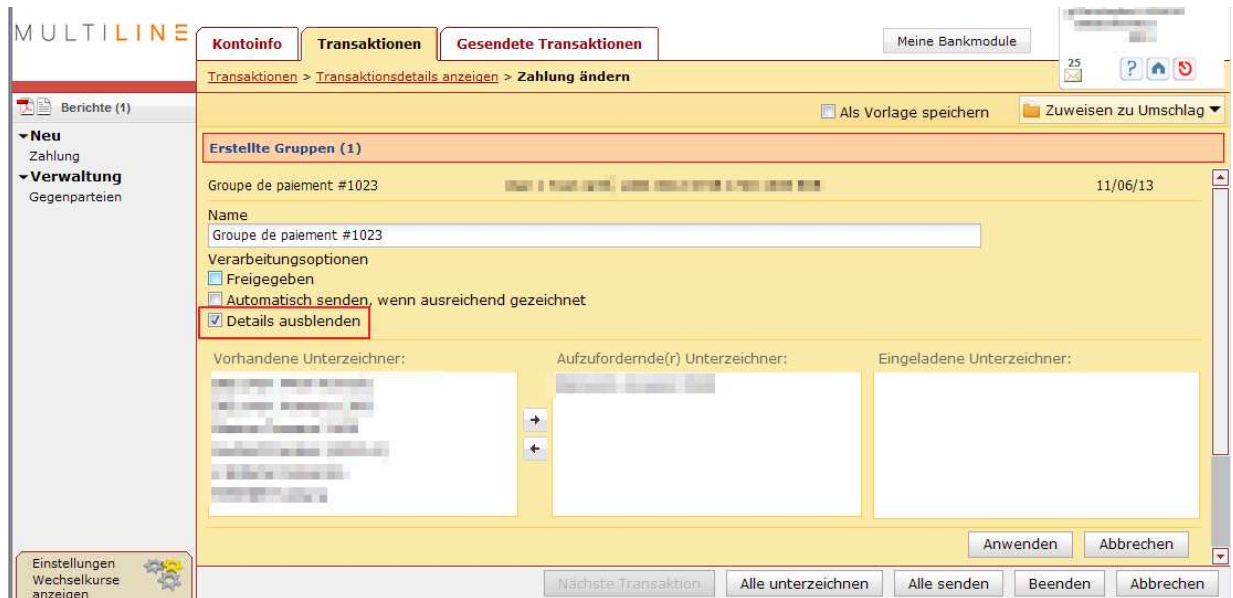 MULTILINE
Kontoinfo
Transaktionen
Gesendete Transaktionen
Meine Bankmodule
Transaktionen > Transaktionsdetails anzeigen > Zahlung ändern
25
?
Berichte (1)
Als Vorlage speichern
Zuweisen zu Umschlag
Neu
Zahlung
Verwaltung
Gegenparteien
Erstellte Gruppen (1)
Groupe de paiement #1023
11/06/13
Name
Groupe de paiement #1023
Verarbeitungsoptionen
Freigegeben
Automatisch senden, wenn ausreichend gezeichnet
Details ausblenden
Vorhandene Unterzeichner:
Aufzufordernde(r) Unterzeichner:
Eingeladene Unterzeichner:
Anwenden
Abbrechen
Einstellungen
Wechselkurse
anzeigen
Nächste Transaktion
Alle unterzeichnen
Alle senden
Beenden
Abbrechen